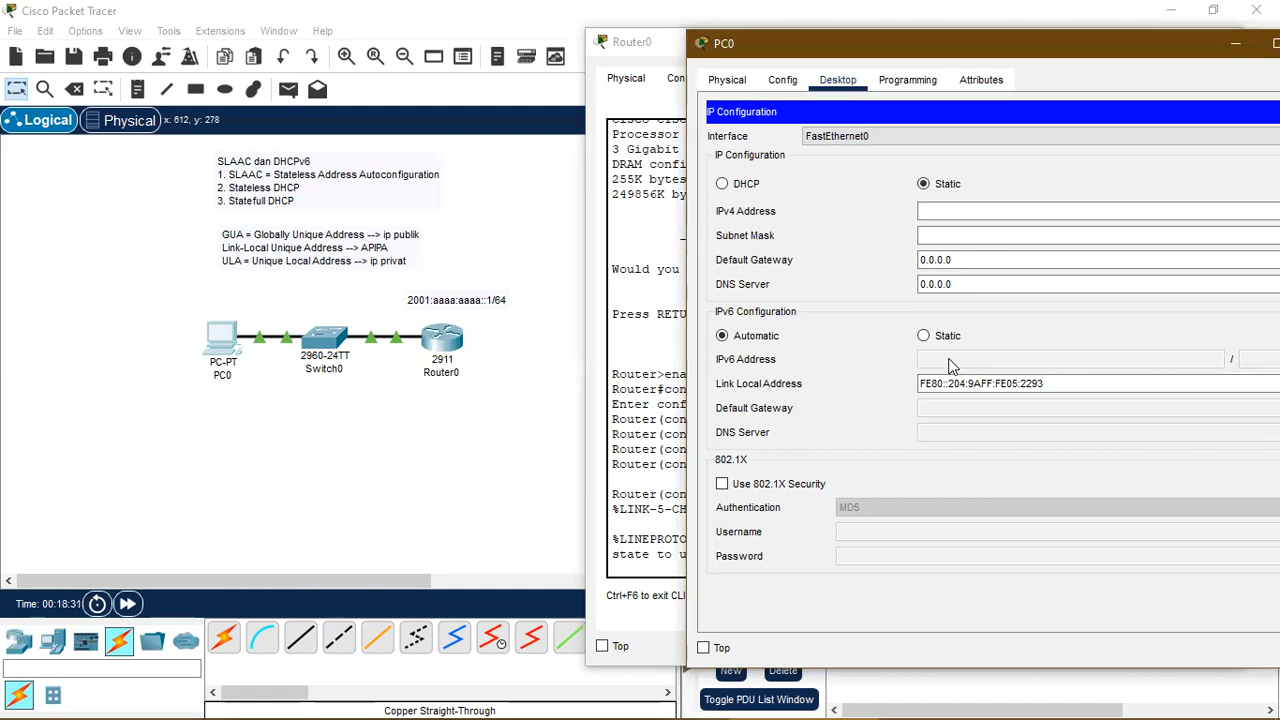 Cisco Packet Tracer
File Edit Options View Tools Extensions Window Help
Logical Physical x: 612, y: 278
SLAAC dan DHCPv6
1. SLAAC = Stateless Address Autoconfiguration
2. Stateless DHCP
3. Statefull DHCP
GUA = Globally Unique Address --> ip publik
Link-Local Unique Address --> APIPA
ULA = Unique Local Address --> ip privat
2001:aaaa:aaaa::1/64
PC-PT
PC0
2960-24TT
Switch0
2911
Router0
Time: 00:18:31
Copper Straight-Through
Router0
Physical Con
Processor
3 Gigabit
DRAM confi
255K bytes
249856K by
Would you
Press RETU
Router>ena
Router#con
Enter conf
Router(con
Router(con
Router(con
Router(con
Router(con
%LINK-5-CH
%LINEPROTO
state to u
Ctrl+F6 to exit CL
Top
New Delete
Toggle PDU List Window
PC0
Physical Config Desktop Programming Attributes
IP Configuration
Interface FastEthernet0
IP Configuration
DHCP Static
IPv4 Address
Subnet Mask
Default Gateway 0.0.0.0
DNS Server 0.0.0.0
IPv6 Configuration
Automatic Static
IPv6 Address /
Link Local Address FE80::204:9AFF:FE05:2293
Default Gateway
DNS Server
802.1X
Use 802.1X Security
Authentication MD5
Username
Password
Top